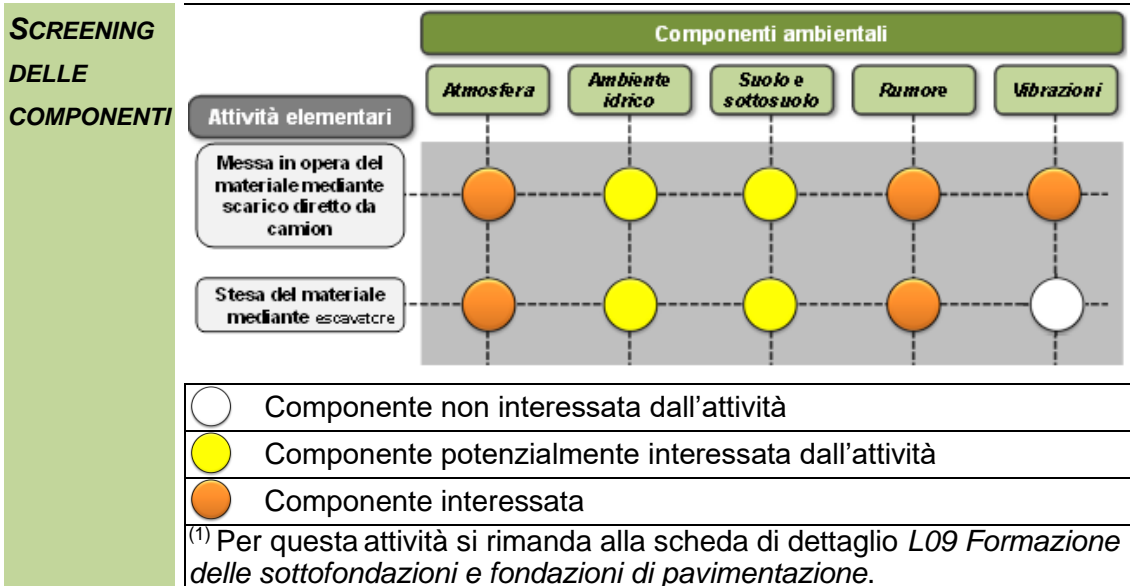 SCREENING
DELLE
COMPONENTI
Componenti ambientali
Atmosfera
Ambiente
idrico
Suolo e
sottosuolo
Rumore
Vibrazioni
Attività elementari
Messa in opera del
materiale mediante
scarico diretto da
camion
Stesa del materiale
mediante escavatore
Componente non interessata dall'attività
Componente potenzialmente interessata dall'attività
Componente interessata
(1) Per questa attività si rimanda alla scheda di dettaglio L09 Formazione
delle sottofondazioni e fondazioni di pavimentazione.